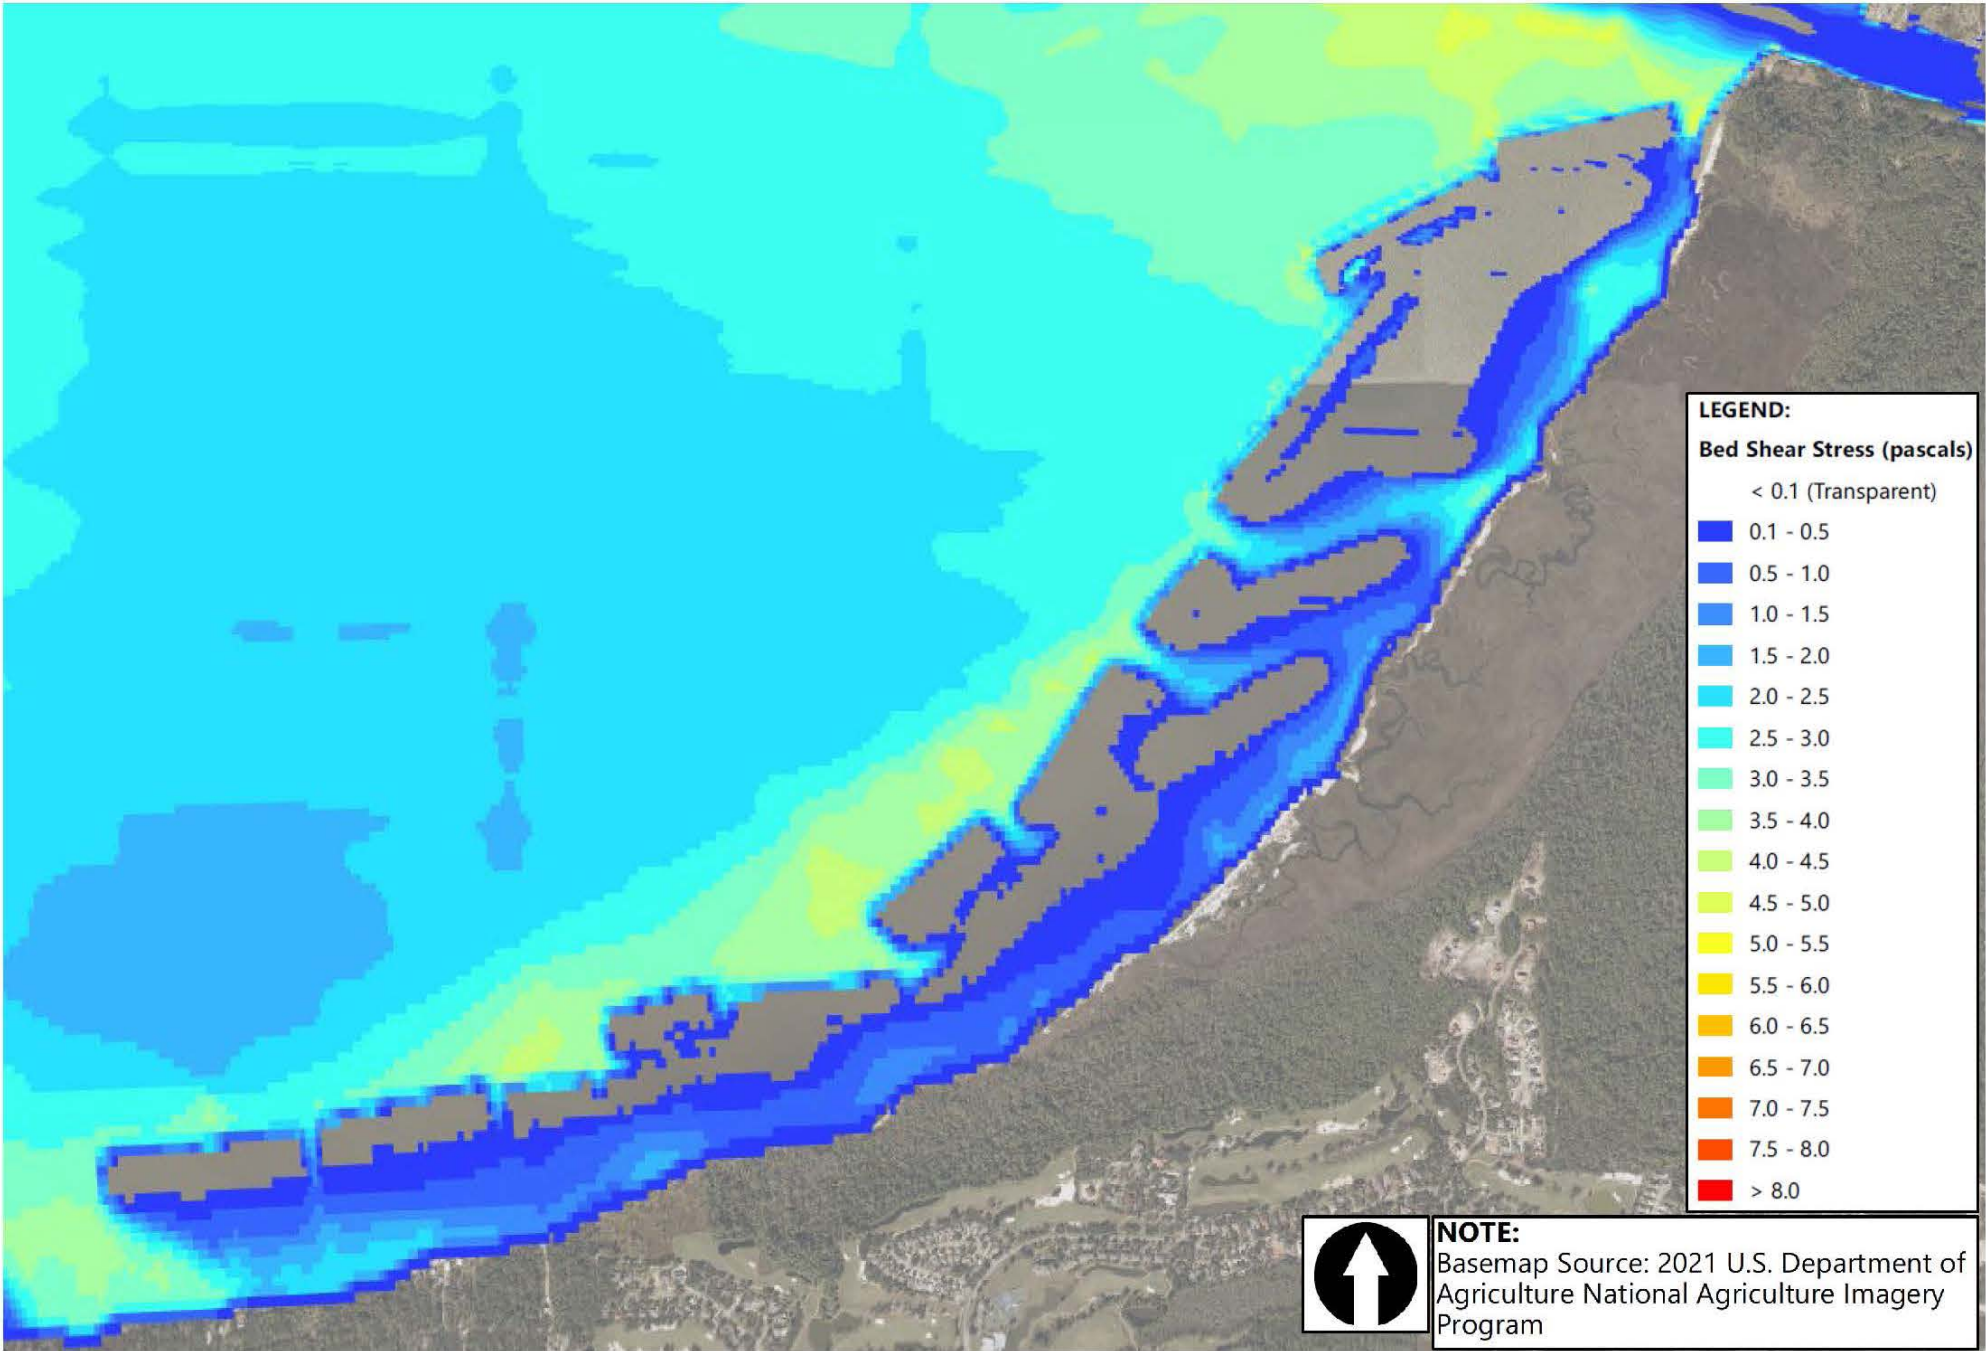 LEGEND:
Bed Shear Stress (pascals)
< 0.1 (Transparent)
0.1 - 0.5
0.5 - 1.0
1.0 - 1.5
1.5 - 2.0
2.0 - 2.5
2.5 - 3.0
3.0 - 3.5
3.5 - 4.0
4.0 - 4.5
4.5 - 5.0
5.0 - 5.5
5.5 - 6.0
6.0 - 6.5
6.5 - 7.0
7.0 - 7.5
7.5 - 8.0
> 8.0
NOTE:
Basemap Source: 2021 U.S. Department of
Agriculture National Agriculture Imagery
Program